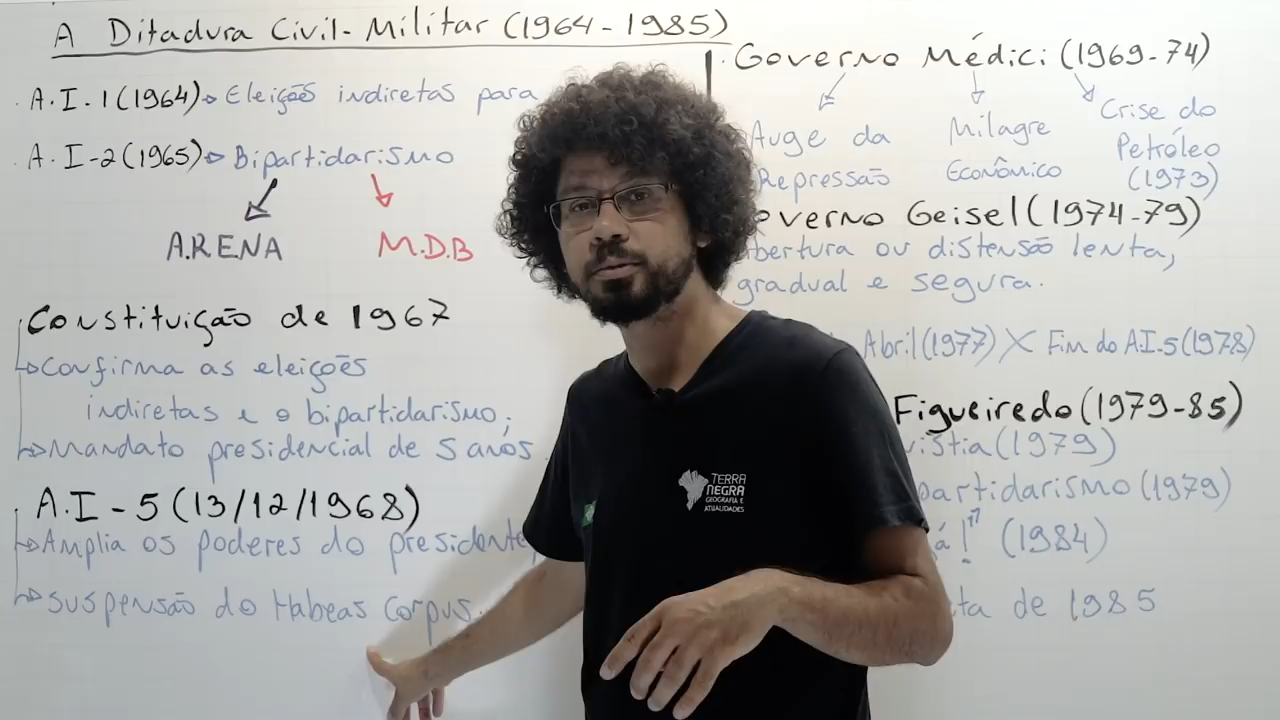 A Ditadura Civil-Militar (1964-1985)
A.I-1 (1964) → Eleições indiretas para
A.I-2 (1965) → Bipartidarismo
ARENA
M.D.B
Constituição de 1967
↳ Confirma as eleições
indiretas e o bipartidarismo;
↳ Mandato presidencial de 5 anos
A.I-5 (13/12/1968)
↳ Amplia os poderes do presidente
↳ Suspensão do Habeas Corpus.
Governo Médici (1969-74)
Auge da
Repressão
Milagre
Econômico
Crise do
Petróleo
(1973)
overno Geisel (1974-79)
bertura ou distensão lenta,
gradual e segura.
Abril (1977) X Fim do A.I.5 (1978)
Figueiredo (1979-85)
istia (1979)
partidarismo (1979)
á!" (1984)
ta de 1985
TERRA
NEGRA
GEOGRAFIA E
ATUALIDADES